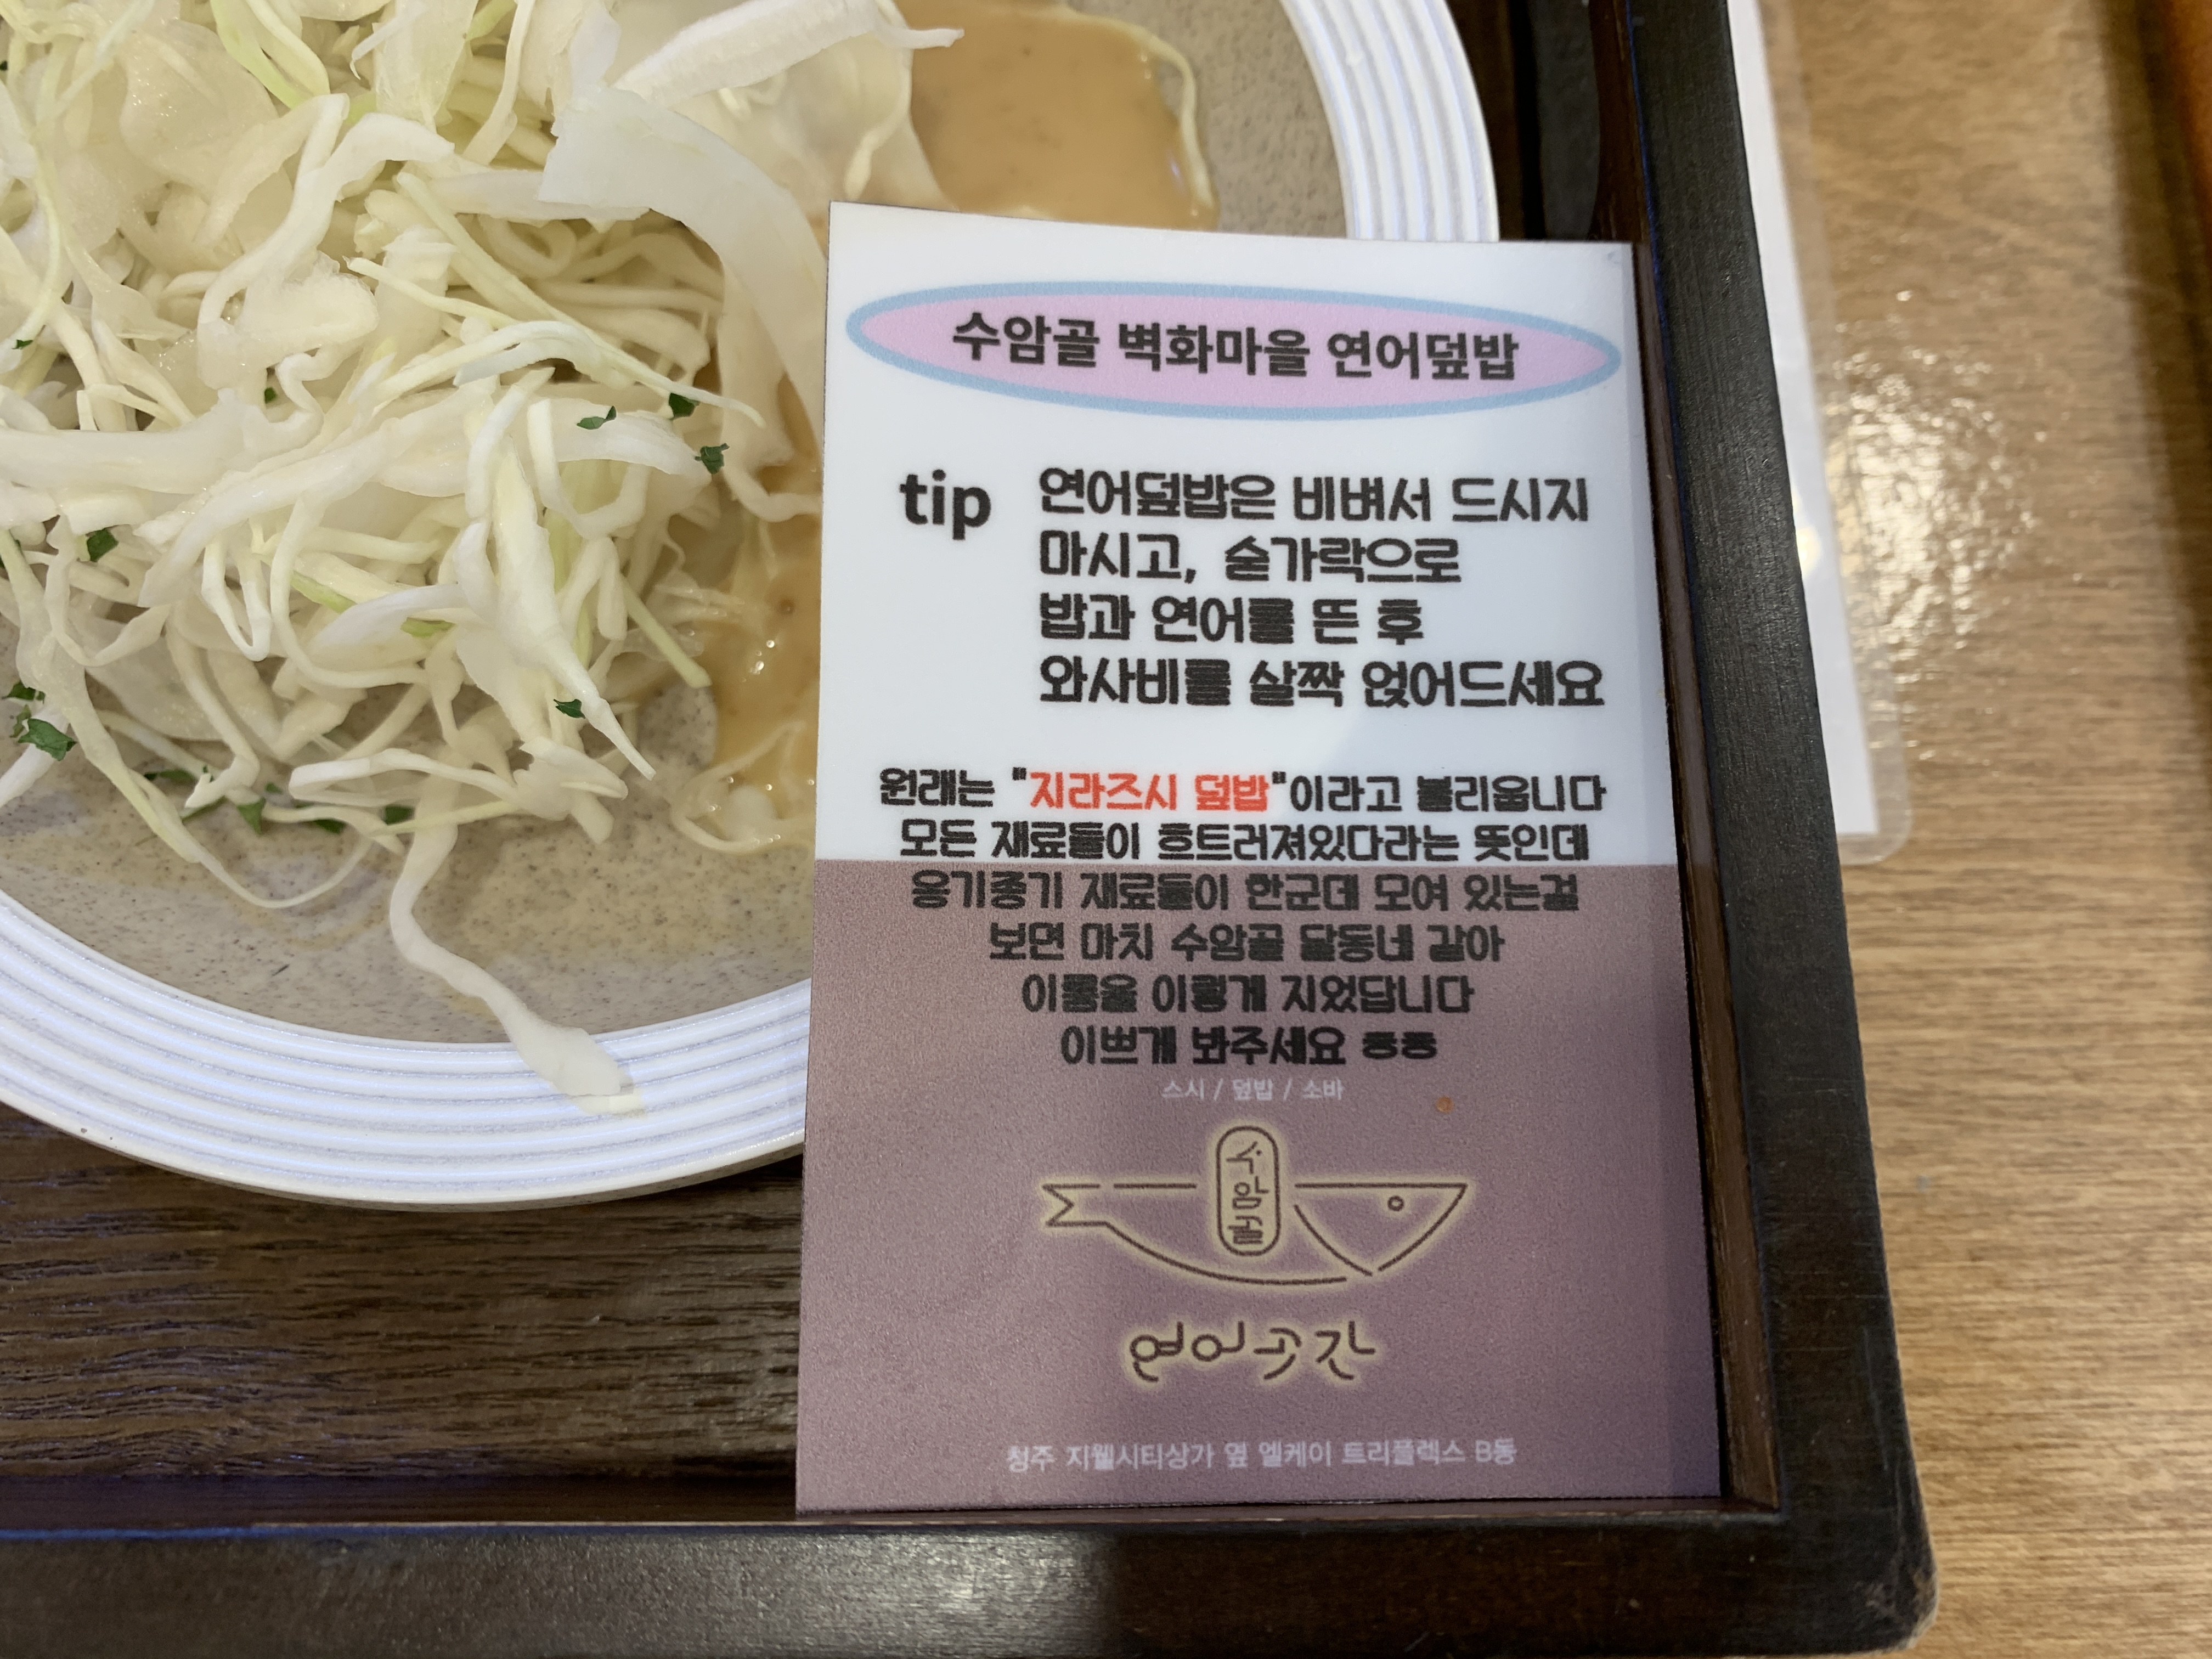 수암골 벽화마을 연어덮밥
tip 연어덮밥은 비벼서 드시지
마시고, 숟가락으로
밥과 연어를 뜬 후
와사비를 살짝 얹어드세요
원래는 "지라즈시 덮밥"이라고 불리웁니다
모든 재료들이 흐트러져있다라는 뜻인데
옹기종기 재료들이 한군데 모여 있는걸
보면 마치 수암골 달동네 같아
이름을 이렇게 지었답니다
이쁘게 봐주세요 ㅎㅎ
스시 / 덮밥 / 소바
수암골
연어곳간
청주 지웰시티상가 옆 엘케이 트리플렉스 B동